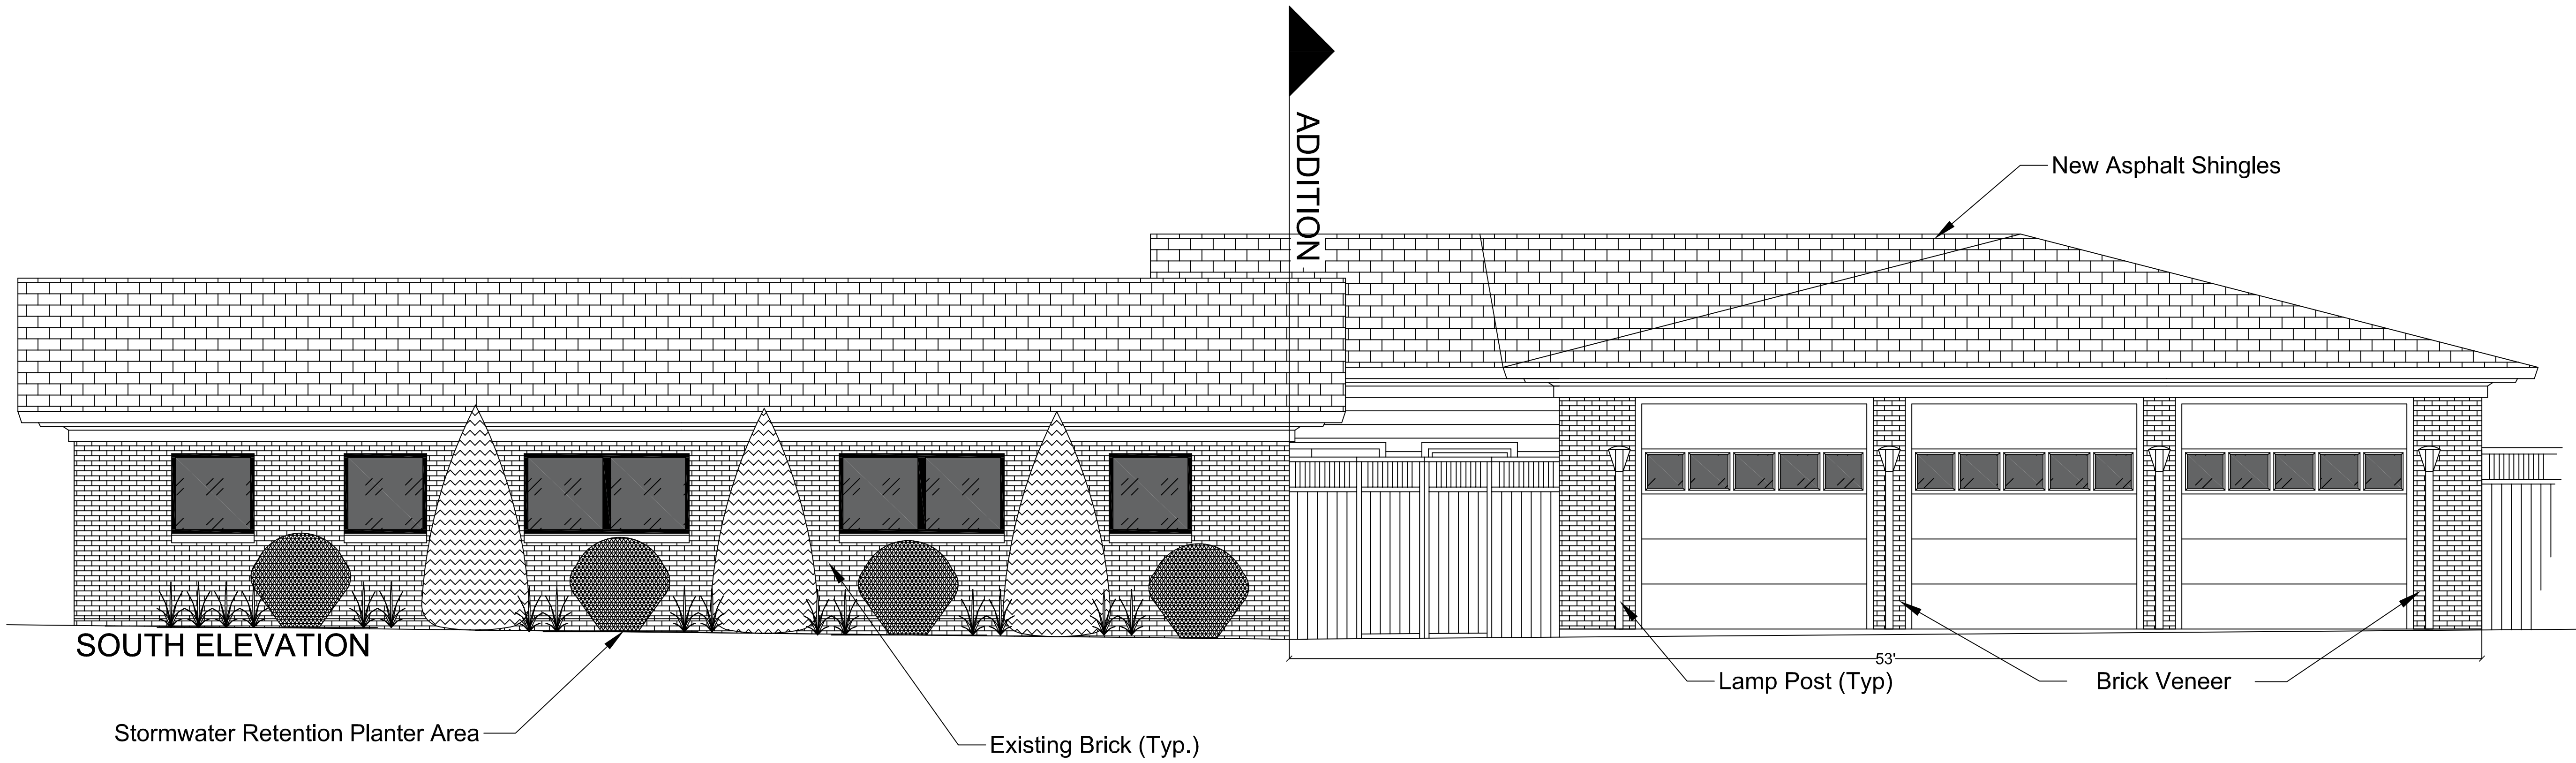 ADDITION
New Asphalt Shingles
SOUTH ELEVATION
53'
Lamp Post (Typ)
Brick Veneer
Stormwater Retention Planter Area
Existing Brick (Typ.)